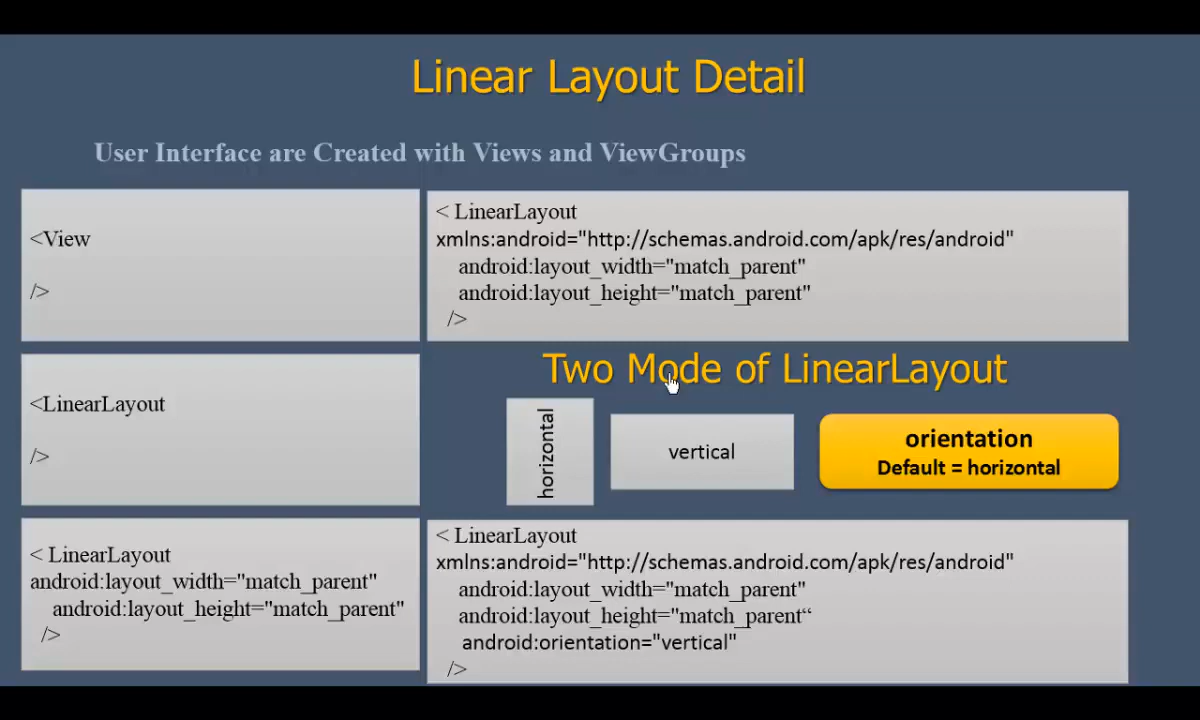 Linear Layout Detail
User Interface are Created with Views and ViewGroups
<View
/>
< LinearLayout
xmlns:android="http://schemas.android.com/apk/res/android"
android:layout_width="match_parent"
android:layout_height="match_parent"
/>
<LinearLayout
/>
Two Mode of LinearLayout
horizontal
vertical
orientation
Default = horizontal
< LinearLayout
android:layout_width="match_parent"
android:layout_height="match_parent"
/>
< LinearLayout
xmlns:android="http://schemas.android.com/apk/res/android"
android:layout_width="match_parent"
android:layout_height="match_parent“
android:orientation="vertical"
/>